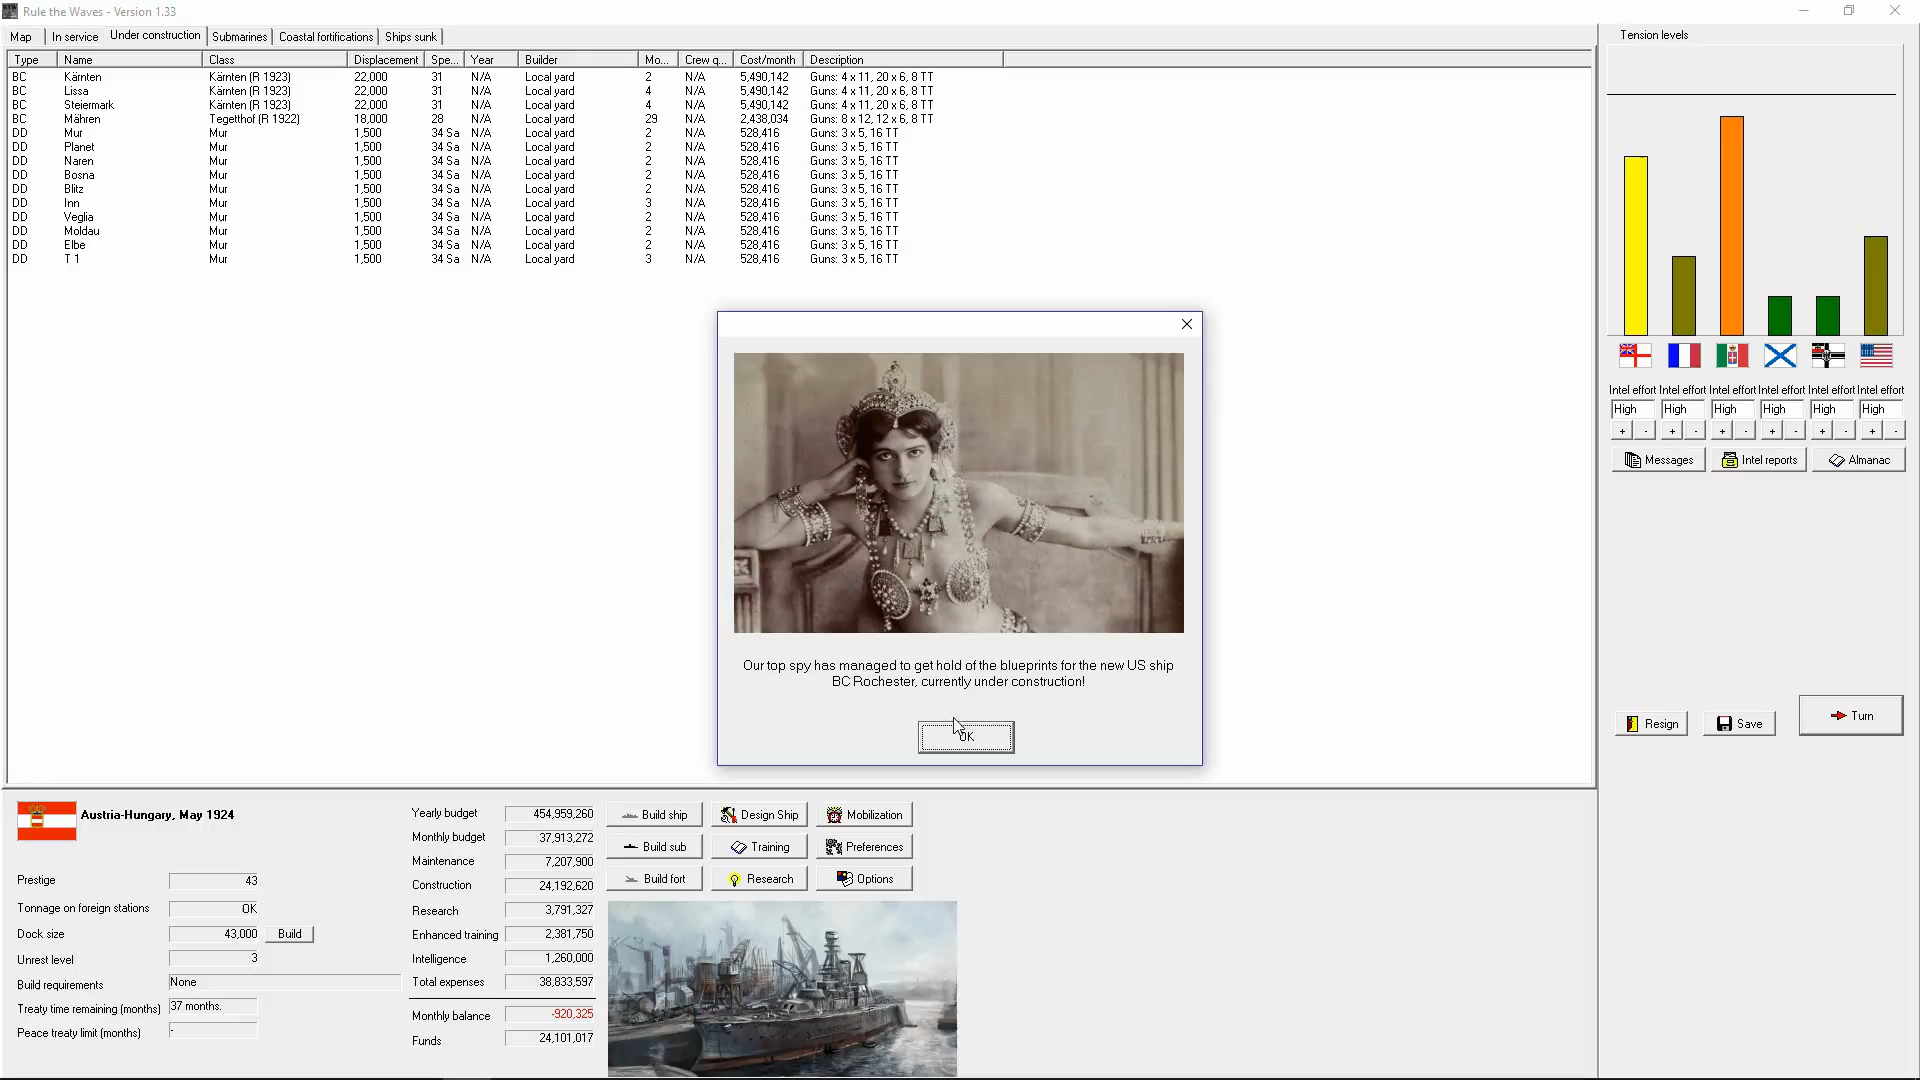 Rule the Waves - Version 1.33
Map In service Under construction Submarines Coastal fortifications Ships sunk
Type Name Class Displacement Spe... Year Builder Mo... Crew q... Cost/month Description
BC Kärnten Kärnten (R 1923) 22,000 31 N/A Local yard 2 N/A 5,490,142 Guns: 4 x 11, 20 x 6, 8 TT
BC Lissa Kärnten (R 1923) 22,000 31 N/A Local yard 4 N/A 5,490,142 Guns: 4 x 11, 20 x 6, 8 TT
BC Steiermark Kärnten (R 1923) 22,000 31 N/A Local yard 4 N/A 5,490,142 Guns: 4 x 11, 20 x 6, 8 TT
BC Mähren Tegetthof (R 1922) 18,000 28 N/A Local yard 29 N/A 2,438,034 Guns: 8 x 12, 12 x 6, 8 TT
DD Mur Mur 1,500 34 Sa N/A Local yard 2 N/A 528,416 Guns: 3 x 5, 16 TT
DD Planet Mur 1,500 34 Sa N/A Local yard 2 N/A 528,416 Guns: 3 x 5, 16 TT
DD Naren Mur 1,500 34 Sa N/A Local yard 2 N/A 528,416 Guns: 3 x 5, 16 TT
DD Bosna Mur 1,500 34 Sa N/A Local yard 2 N/A 528,416 Guns: 3 x 5, 16 TT
DD Blitz Mur 1,500 34 Sa N/A Local yard 2 N/A 528,416 Guns: 3 x 5, 16 TT
DD Inn Mur 1,500 34 Sa N/A Local yard 3 N/A 528,416 Guns: 3 x 5, 16 TT
DD Veglia Mur 1,500 34 Sa N/A Local yard 2 N/A 528,416 Guns: 3 x 5, 16 TT
DD Moldau Mur 1,500 34 Sa N/A Local yard 2 N/A 528,416 Guns: 3 x 5, 16 TT
DD Elbe Mur 1,500 34 Sa N/A Local yard 2 N/A 528,416 Guns: 3 x 5, 16 TT
DD T 1 Mur 1,500 34 Sa N/A Local yard 3 N/A 528,416 Guns: 3 x 5, 16 TT
Our top spy has managed to get hold of the blueprints for the new US ship
BC Rochester, currently under construction!
OK
Tension levels
Intel effort Intel effort Intel effort Intel effort Intel effort Intel effort
High High High High High High
+ - + - + - + - + - + -
Messages Intel reports Almanac
Resign Save Turn
Austria-Hungary, May 1924
Prestige 43
Tonnage on foreign stations OK
Dock size 43,000 Build
Unrest level 3
Build requirements None
Treaty time remaining (months) 37 months.
Peace treaty limit (months) -
Yearly budget 454,959,260
Monthly budget 37,913,272
Maintenance 7,207,900
Construction 24,192,620
Research 3,791,327
Enhanced training 2,381,750
Intelligence 1,260,000
Total expenses 38,833,597
Monthly balance -920,325
Funds 24,101,017
Build ship Design Ship Mobilization
Build sub Training Preferences
Build fort Research Options